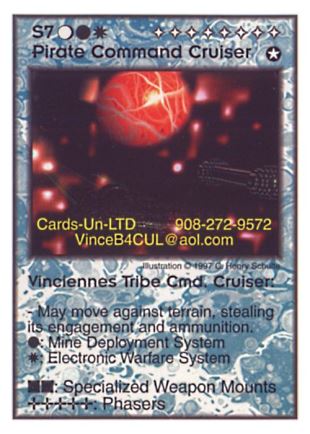 S7
Pirate Command Cruiser
Cards-Un-LTD 908-272-9572
VinceB4CUL@aol.com
Illustration © 1997 C. Henry Schulte
Vinciennes Tribe Cmd. Cruiser:
- May move against terrain, stealing
its engagement and ammunition.
●: Mine Deployment System
✷: Electronic Warfare System
■■: Specialized Weapon Mounts
✢✢✢✢✢: Phasers